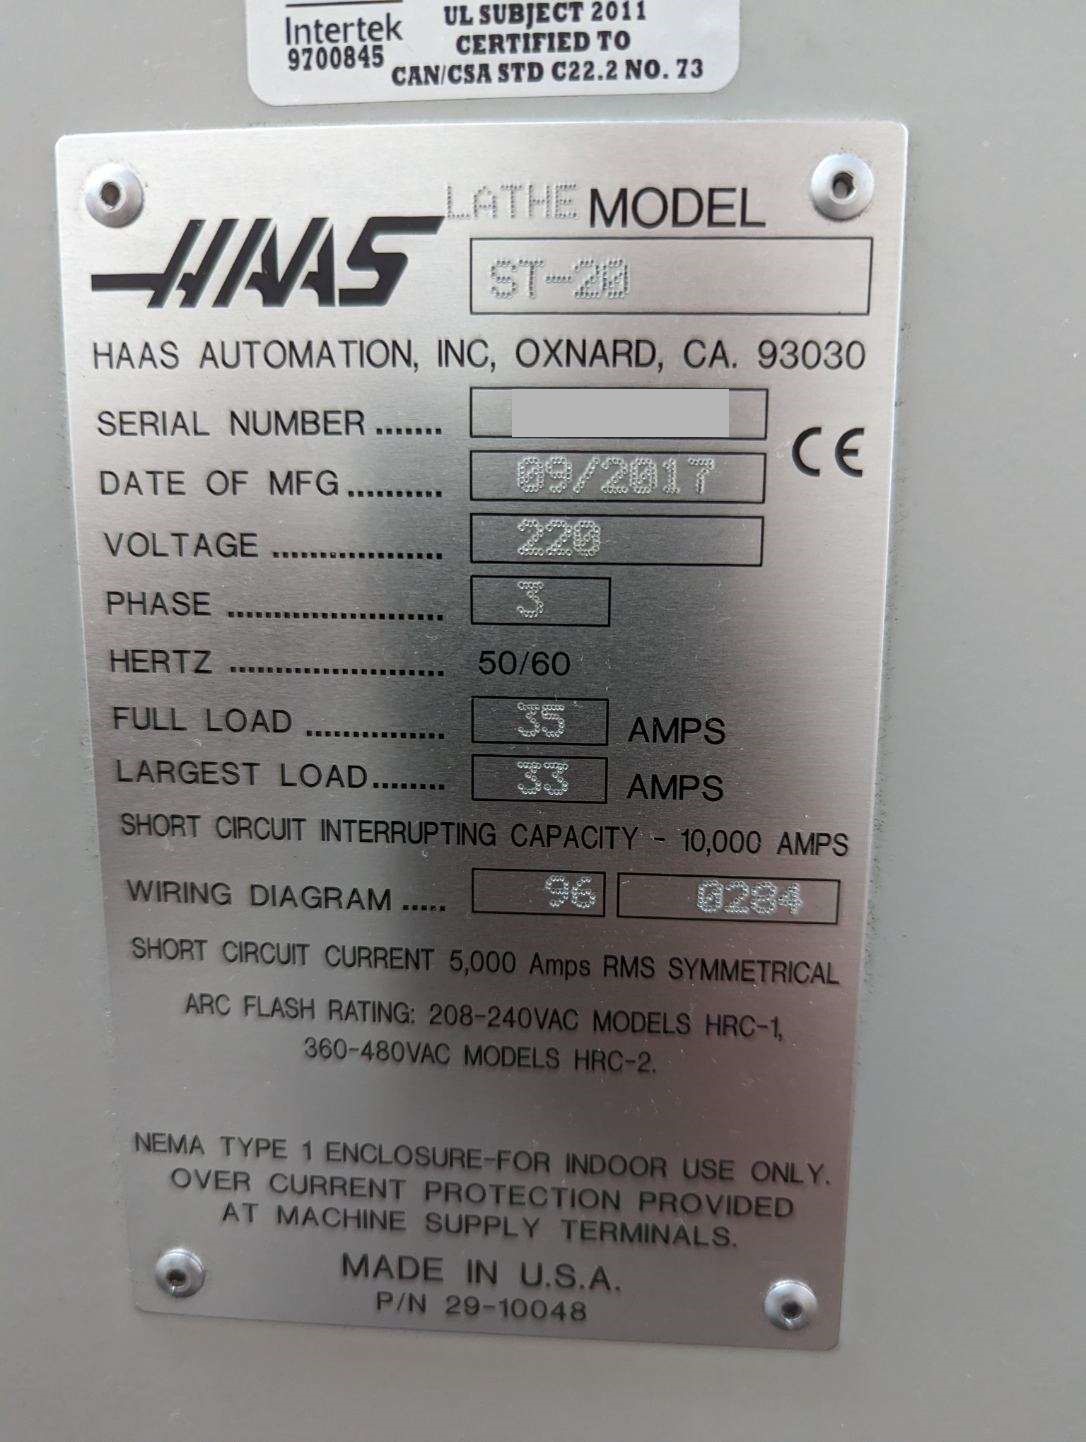 Intertek
9700845
UL SUBJECT 2011
CERTIFIED TO
CAN/CSA STD C22.2 NO. 73
LATHE MODEL
HAAS
ST-20
HAAS AUTOMATION, INC, OXNARD, CA. 93030
SERIAL NUMBER .......
CE
DATE OF MFG .......... 09/2017
VOLTAGE .................. 220
PHASE ....................... 3
HERTZ ....................... 50/60
FULL LOAD ............... 35 AMPS
LARGEST LOAD ........ 33 AMPS
SHORT CIRCUIT INTERRUPTING CAPACITY - 10,000 AMPS
WIRING DIAGRAM ..... 96 0284
SHORT CIRCUIT CURRENT 5,000 Amps RMS SYMMETRICAL
ARC FLASH RATING: 208-240VAC MODELS HRC-1,
360-480VAC MODELS HRC-2.
NEMA TYPE 1 ENCLOSURE-FOR INDOOR USE ONLY.
OVER CURRENT PROTECTION PROVIDED
AT MACHINE SUPPLY TERMINALS.
MADE IN U.S.A.
P/N 29-10048